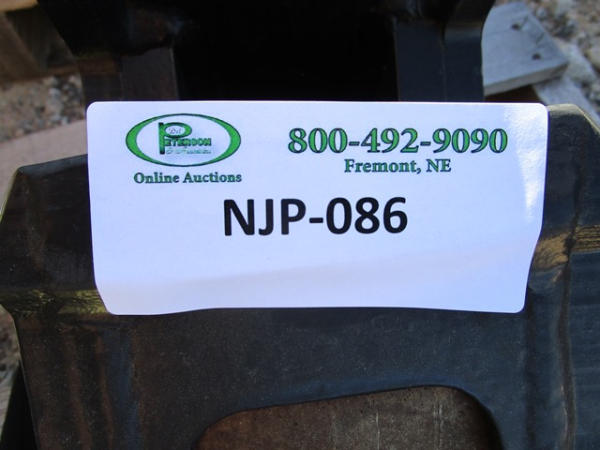 PETERSON
Online Auctions
800-492-9090
Fremont, NE
NJP-086